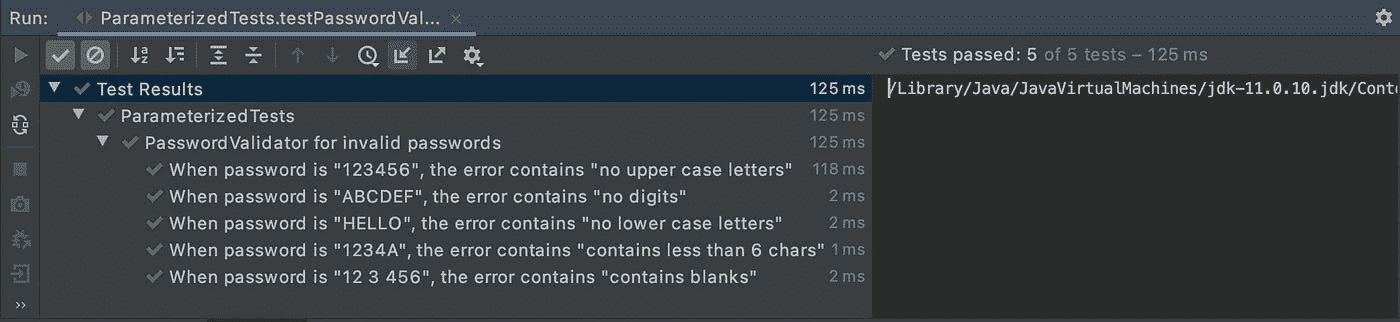 Run: ParameterizedTests.testPasswordVal...
Tests passed: 5 of 5 tests – 125 ms
Test Results 125 ms
/Library/Java/JavaVirtualMachines/jdk-11.0.10.jdk/Conte
ParameterizedTests 125 ms
PasswordValidator for invalid passwords 125 ms
When password is "123456", the error contains "no upper case letters" 118 ms
When password is "ABCDEF", the error contains "no digits" 2 ms
When password is "HELLO", the error contains "no lower case letters" 2 ms
When password is "1234A", the error contains "contains less than 6 chars" 1 ms
When password is "12 3 456", the error contains "contains blanks" 2 ms